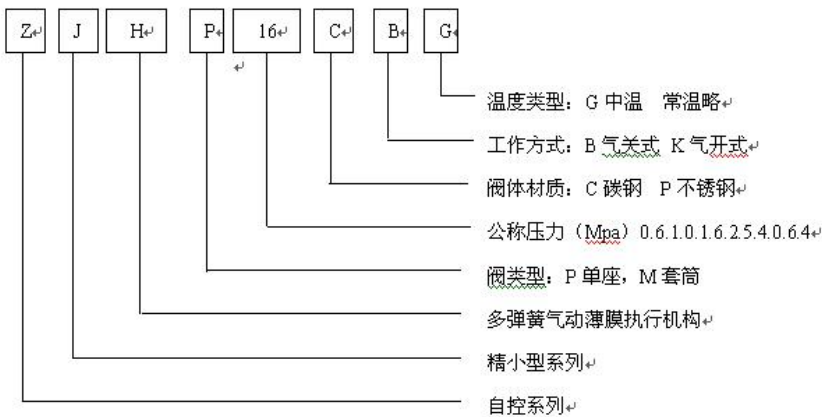 Z J H P 16 C B G
温度类型：G 中温 常温略
工作方式：B 气关式 K 气开式
阀体材质：C 碳钢 P 不锈钢
公称压力（Mpa）0.6.1.0.1.6.2.5.4.0.6.4
阀类型：P 单座，M 套筒
多弹簧气动薄膜执行机构
精小型系列
自控系列